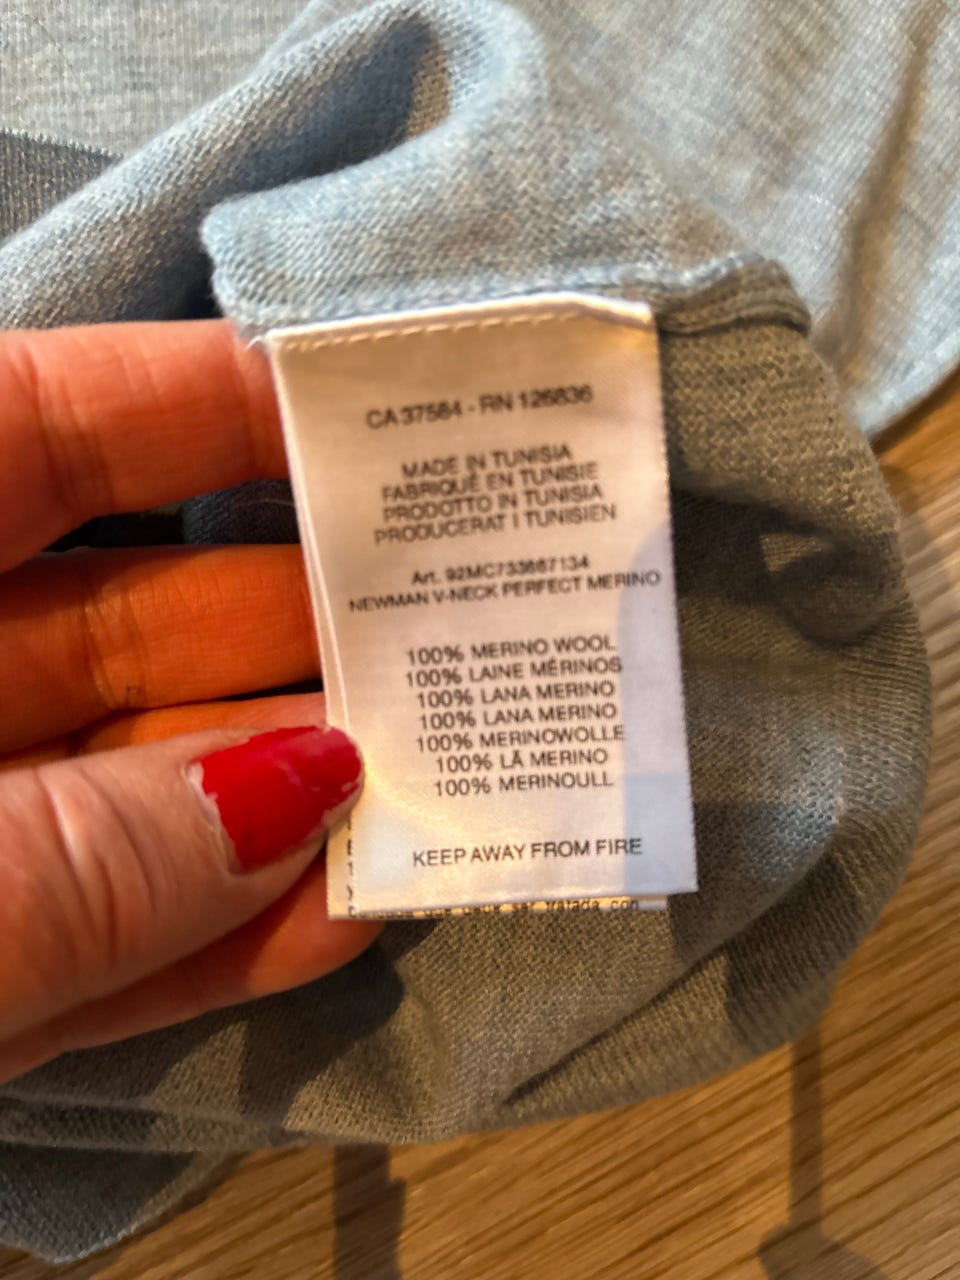 CA 37584 - RN 126836
MADE IN TUNISIA
FABRIQUÉ EN TUNISIE
PRODOTTO IN TUNISIA
PRODUCERAT I TUNISIEN
Art. 92MC733667134
NEWMAN V-NECK PERFECT MERINO
100% MERINO WOOL
100% LAINE MÉRINOS
100% LANA MERINO
100% LANA MERINO
100% MERINOWOLLE
100% LÃ MERINO
100% MERINOULL
KEEP AWAY FROM FIRE